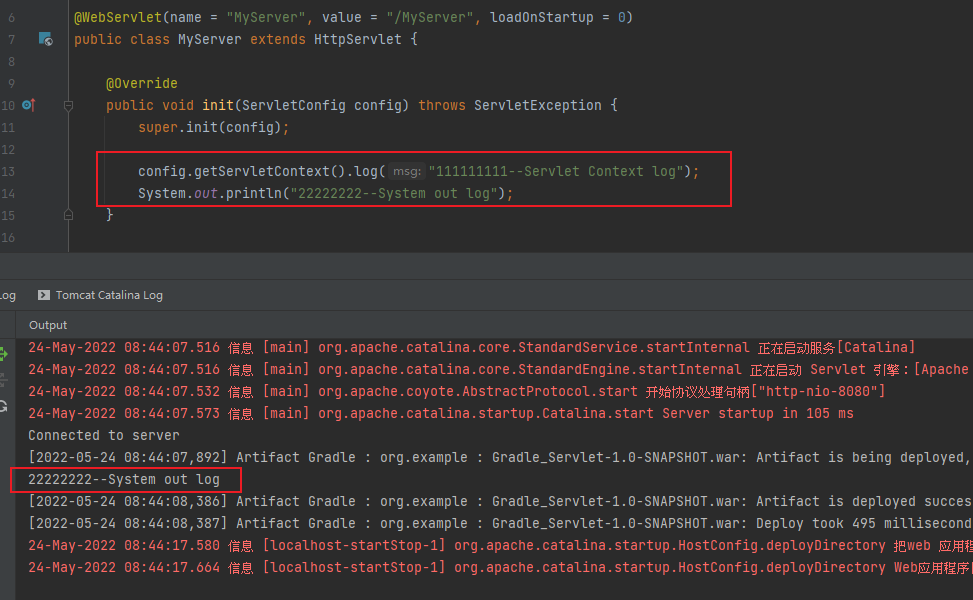 6 @WebServlet(name = "MyServer", value = "/MyServer", loadOnStartup = 0)
7 public class MyServer extends HttpServlet {
8
9 @Override
10 public void init(ServletConfig config) throws ServletException {
11 super.init(config);
12
13 config.getServletContext().log( msg: "111111111--Servlet Context log");
14 System.out.println("22222222--System out log");
15 }
16
Log Tomcat Catalina Log
Output
24-May-2022 08:44:07.516 信息 [main] org.apache.catalina.core.StandardService.startInternal 正在启动服务[Catalina]
24-May-2022 08:44:07.516 信息 [main] org.apache.catalina.core.StandardEngine.startInternal 正在启动 Servlet 引擎：[Apache
24-May-2022 08:44:07.532 信息 [main] org.apache.coyote.AbstractProtocol.start 开始协议处理句柄["http-nio-8080"]
24-May-2022 08:44:07.573 信息 [main] org.apache.catalina.startup.Catalina.start Server startup in 105 ms
Connected to server
[2022-05-24 08:44:07,892] Artifact Gradle : org.example : Gradle_Servlet-1.0-SNAPSHOT.war: Artifact is being deployed,
22222222--System out log
[2022-05-24 08:44:08,386] Artifact Gradle : org.example : Gradle_Servlet-1.0-SNAPSHOT.war: Artifact is deployed succes
[2022-05-24 08:44:08,387] Artifact Gradle : org.example : Gradle_Servlet-1.0-SNAPSHOT.war: Deploy took 495 millisecond
24-May-2022 08:44:17.580 信息 [localhost-startStop-1] org.apache.catalina.startup.HostConfig.deployDirectory 把web 应用程
24-May-2022 08:44:17.664 信息 [localhost-startStop-1] org.apache.catalina.startup.HostConfig.deployDirectory Web应用程序